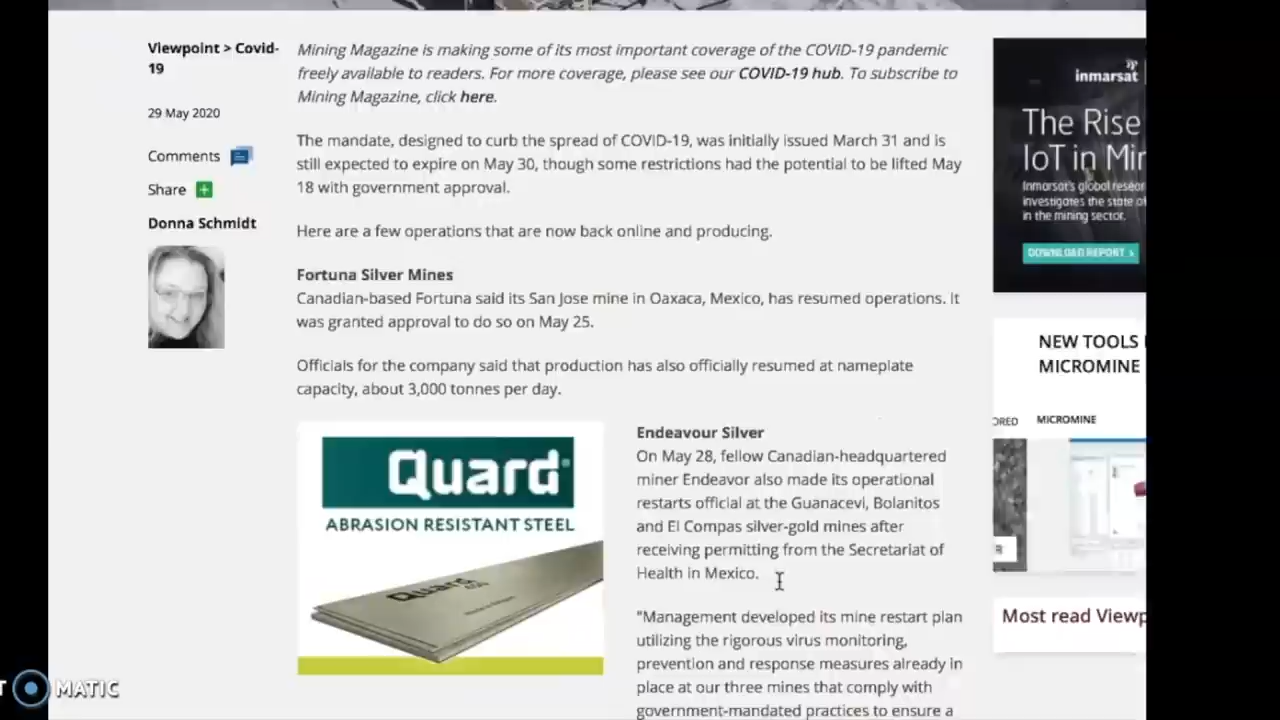 Viewpoint > Covid-
19
29 May 2020
Comments
Share
Donna Schmidt
Mining Magazine is making some of its most important coverage of the COVID-19 pandemic
freely available to readers. For more coverage, please see our COVID-19 hub. To subscribe to
Mining Magazine, click here.
The mandate, designed to curb the spread of COVID-19, was initially issued March 31 and is
still expected to expire on May 30, though some restrictions had the potential to be lifted May
18 with government approval.
Here are a few operations that are now back online and producing.
Fortuna Silver Mines
Canadian-based Fortuna said its San Jose mine in Oaxaca, Mexico, has resumed operations. It
was granted approval to do so on May 25.
Officials for the company said that production has also officially resumed at nameplate
capacity, about 3,000 tonnes per day.
Quard
ABRASION RESISTANT STEEL
Quard
Endeavour Silver
On May 28, fellow Canadian-headquartered
miner Endeavor also made its operational
restarts official at the Guanacevi, Bolanitos
and El Compas silver-gold mines after
receiving permitting from the Secretariat of
Health in Mexico.
"Management developed its mine restart plan
utilizing the rigorous virus monitoring,
prevention and response measures already in
place at our three mines that comply with
government-mandated practices to ensure a
inmarsat
The Rise
IoT in Mi
Inmarsat's global resear
investigates the state of
in the mining sector.
DOWNLOAD REPORT >
NEW TOOLS
MICROMINE
ORED MICROMINE
Most read Viewp
T MATIC